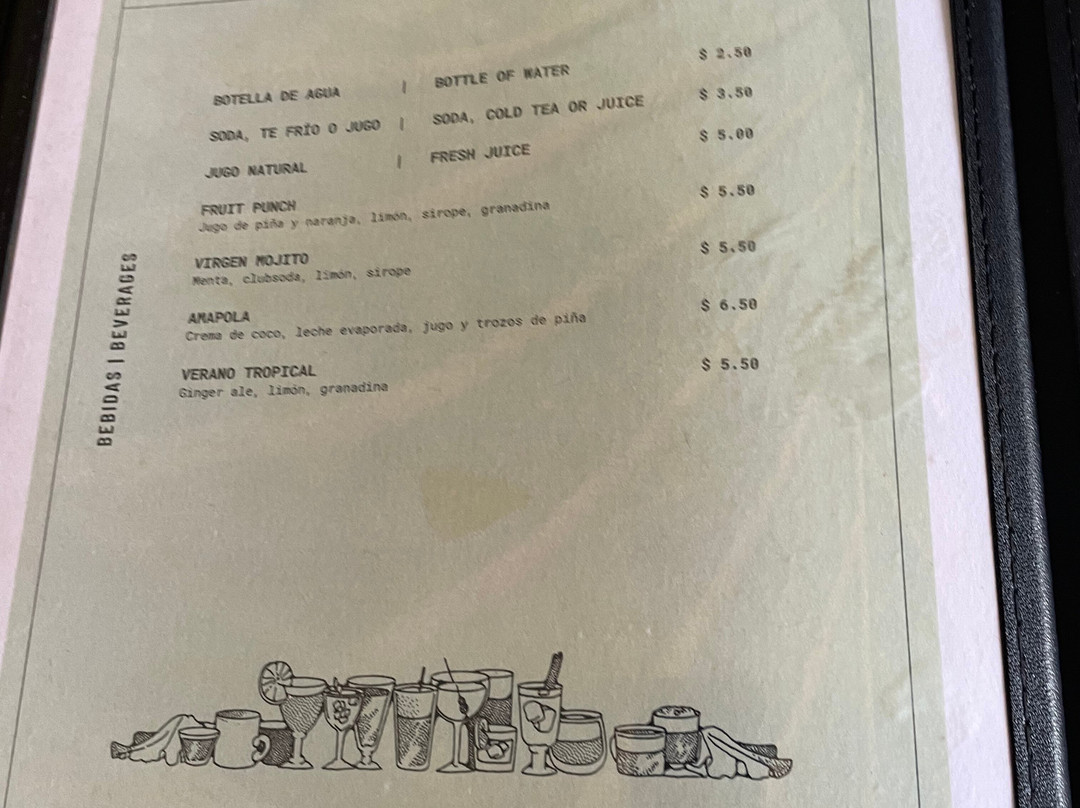 BOTELLA DE AGUA | BOTTLE OF WATER $ 2.50
SODA, TE FRÍO O JUGO | SODA, COLD TEA OR JUICE $ 3.50
JUGO NATURAL | FRESH JUICE $ 5.00
FRUIT PUNCH $ 5.50
Jugo de piña y naranja, limón, sirope, granadina
VIRGEN MOJITO $ 5.50
Menta, clubsoda, limón, sirope
AMAPOLA $ 6.50
Crema de coco, leche evaporada, jugo y trozos de piña
VERANO TROPICAL $ 5.50
Ginger ale, limón, granadina
BEBIDAS | BEVERAGES